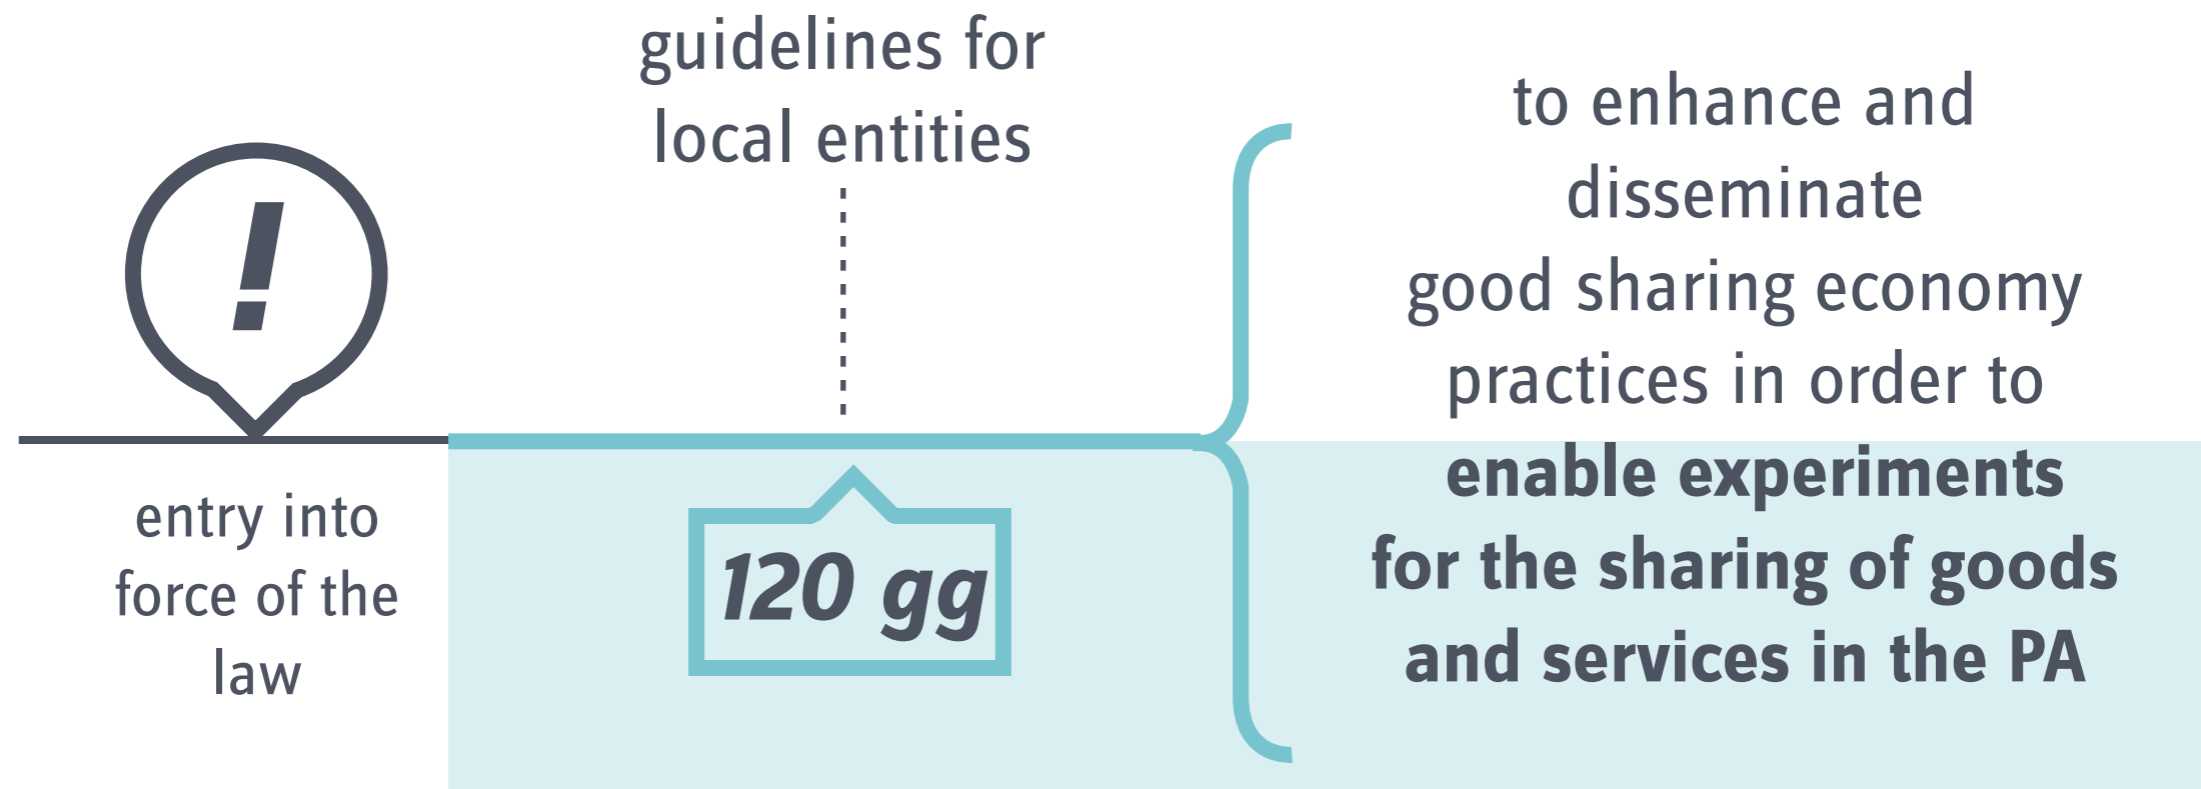 !
entry into
force of the
law
guidelines for
local entities
120 gg
to enhance and
disseminate
good sharing economy
practices in order to
enable experiments
for the sharing of goods
and services in the PA